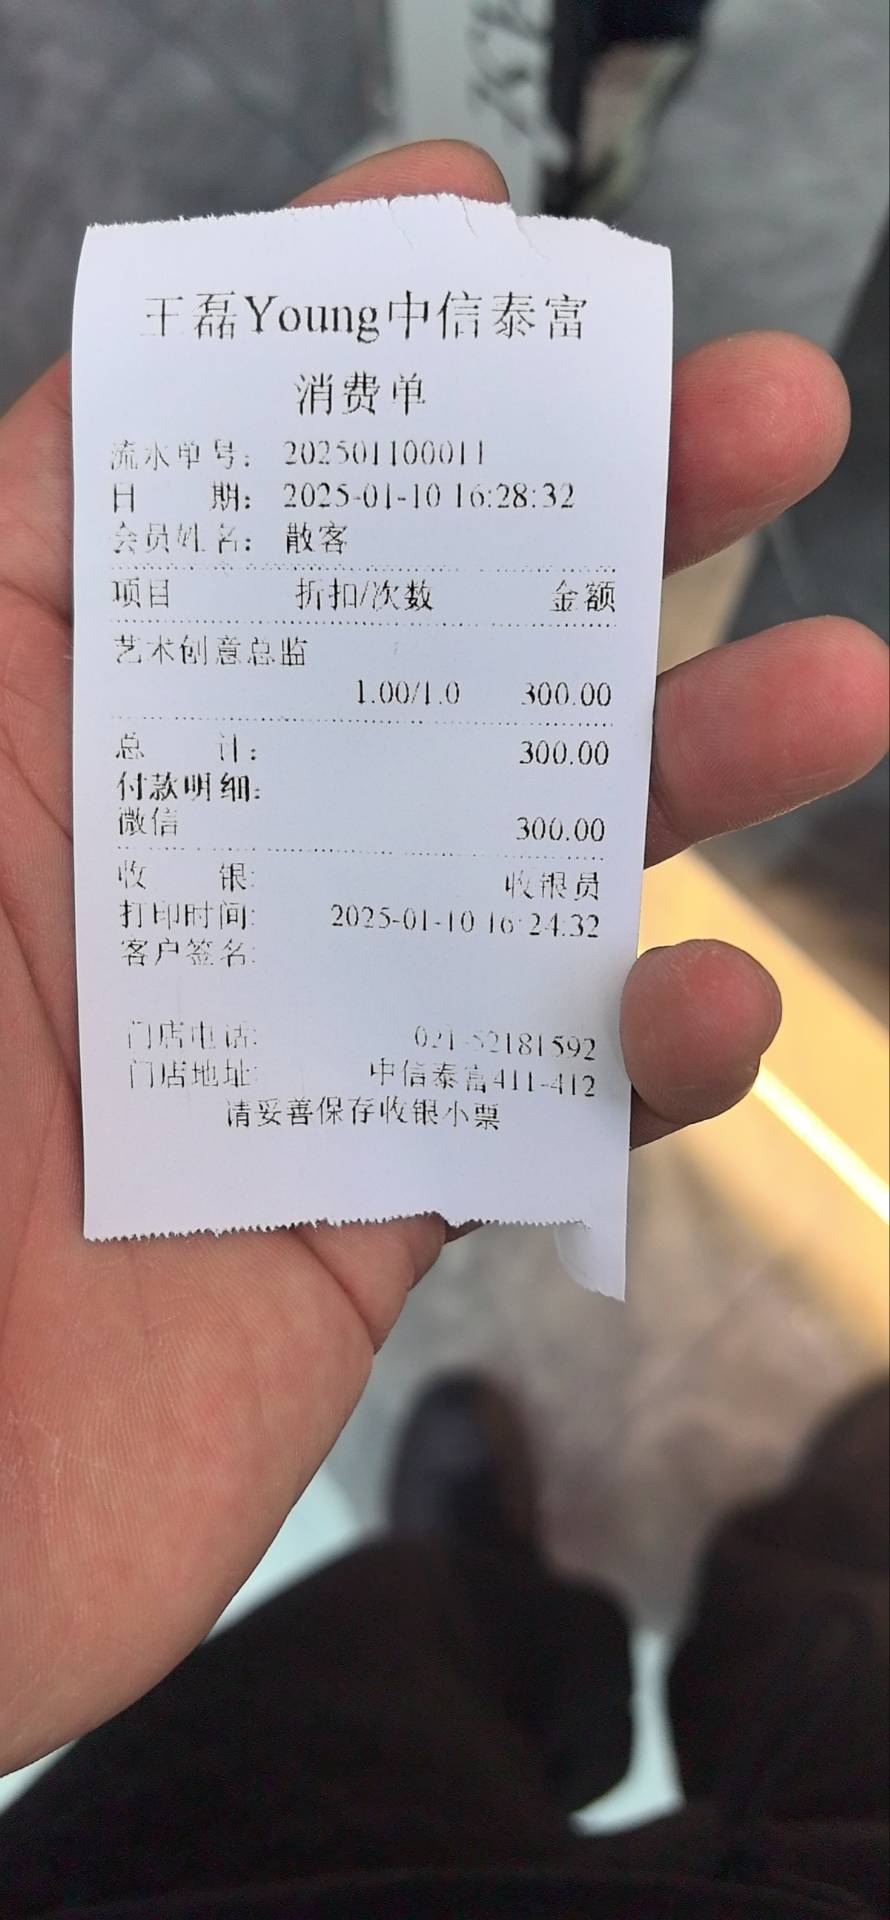 王磊Young中信泰富
消费单
流水单号: 202501100011
日 期: 2025-01-10 16:28:32
会员姓名: 散客
项目 折扣/次数 金额
艺术创意总监
1.00/1.0 300.00
总 计: 300.00
付款明细:
微信 300.00
收 银: 收银员
打印时间: 2025-01-10 16:24:32
客户签名:
门店电话: 021-52181592
门店地址: 中信泰富411-412
请妥善保存收银小票